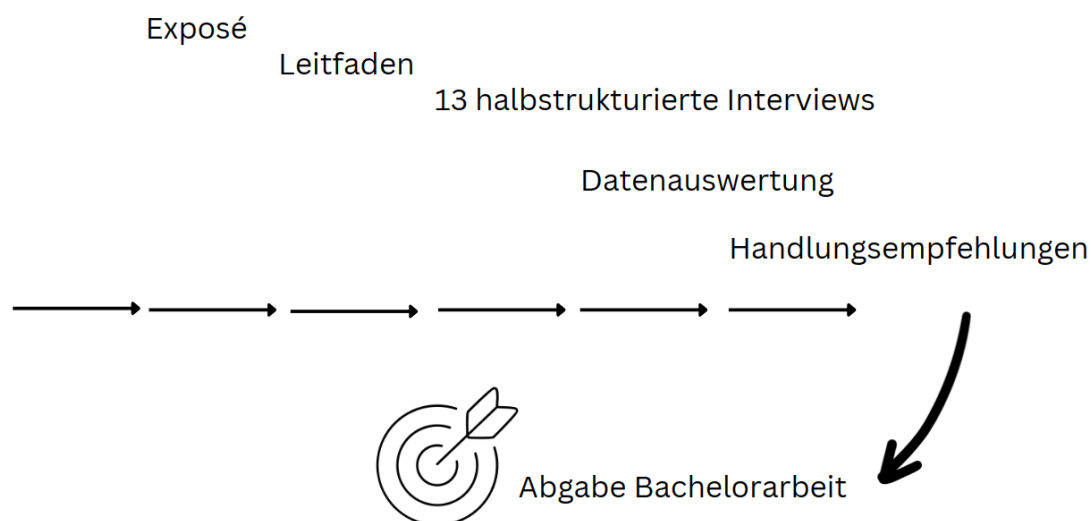 Exposé
Leitfaden
13 halbstrukturierte Interviews
Datenauswertung
Handlungsempfehlungen
Abgabe Bachelorarbeit